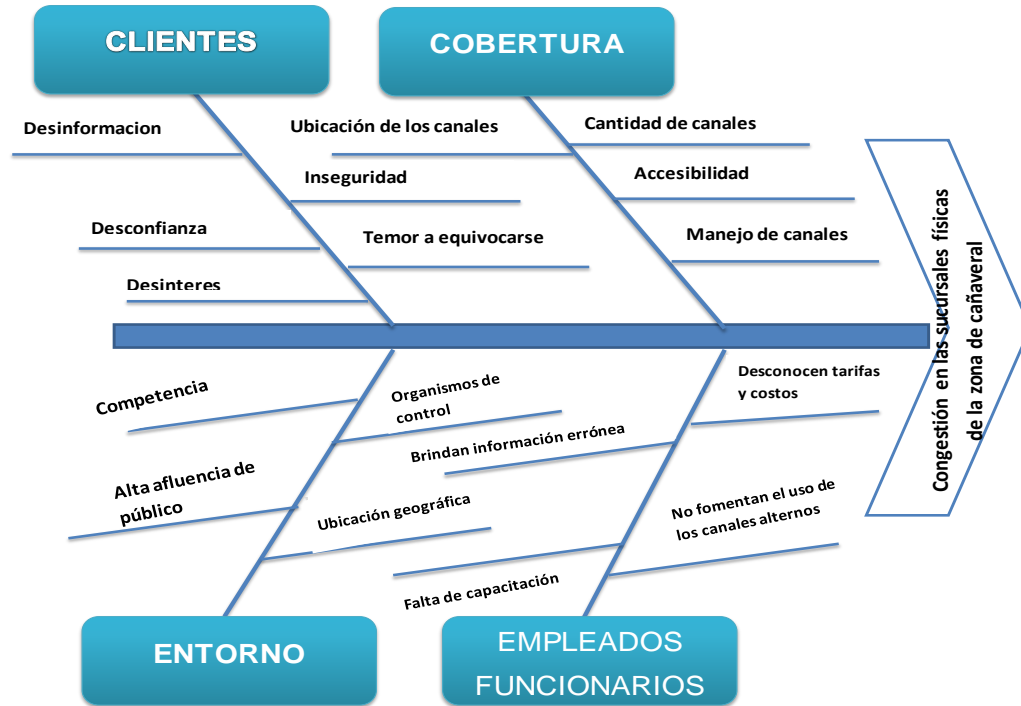 CLIENTES
COBERTURA
Desinformacion
Ubicación de los canales
Cantidad de canales
Inseguridad
Accesibilidad
Desconfianza
Temor a equivocarse
Manejo de canales
Desinteres
Congestión en las sucursales físicas
de la zona de cañaveral
Competencia
Organismos de
control
Desconocen tarifas
y costos
Brindan información errónea
Alta afluencia de
público
Ubicación geográfica
No fomentan el uso de
los canales alternos
Falta de capacitación
ENTORNO
EMPLEADOS
FUNCIONARIOS